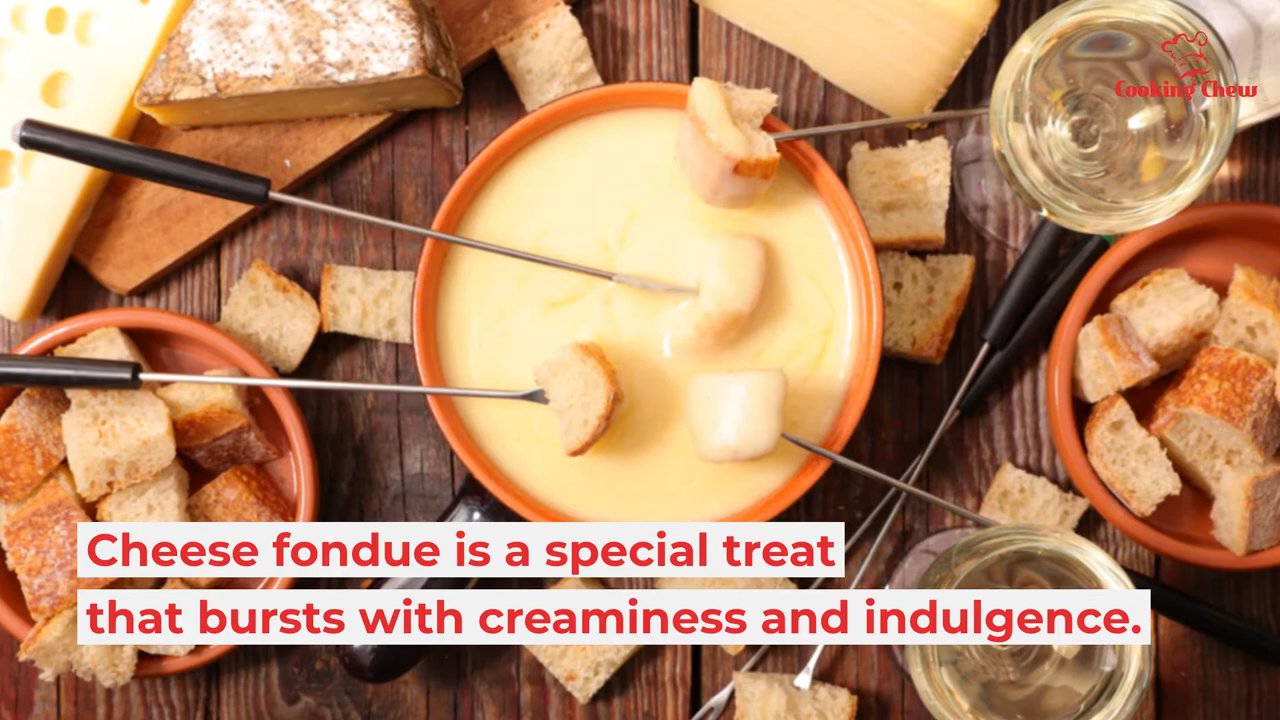 Cooking Chew
Cheese fondue is a special treat
that bursts with creaminess and indulgence.